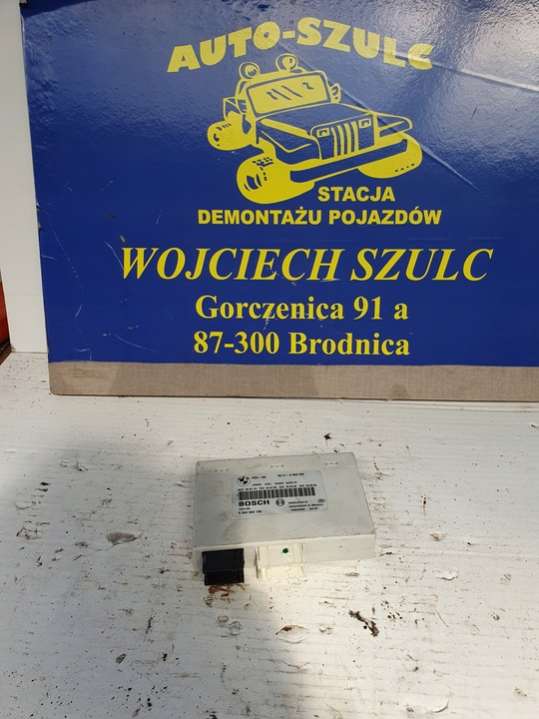 AUTO-SZULC
STACJA
DEMONTAŻU POJAZDÓW
WOJCIECH SZULC
Gorczenica 91 a
87-300 Brodnica
BOSCH